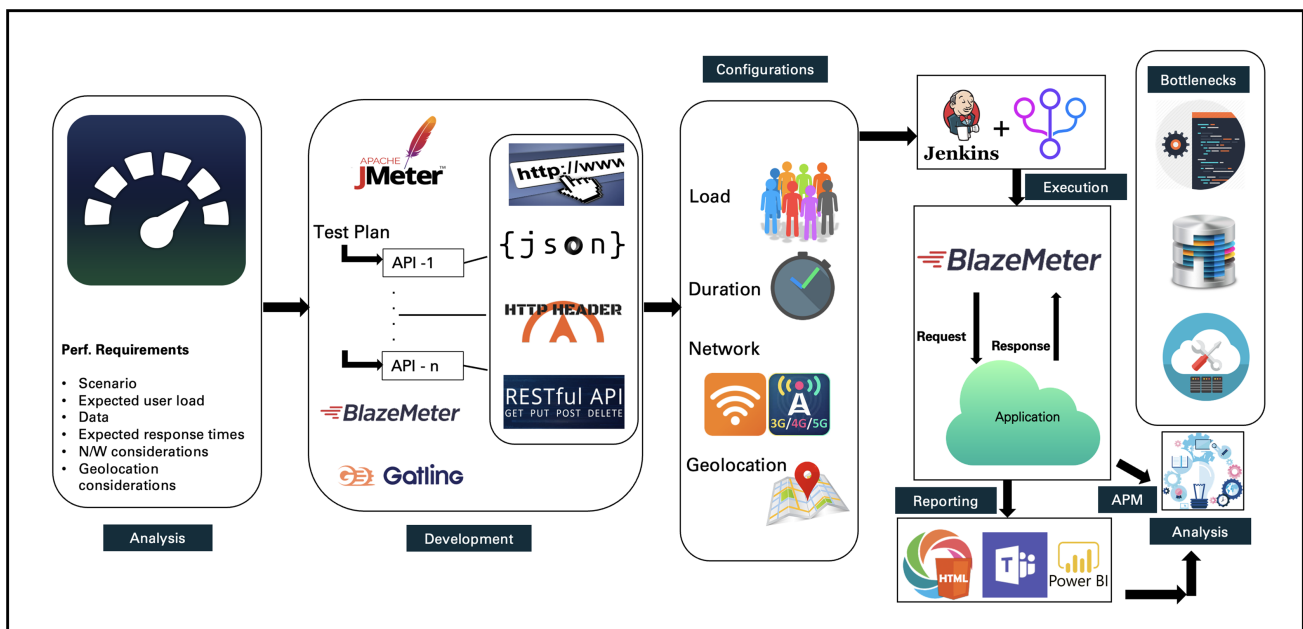 Perf. Requirements
• Scenario
• Expected user load
• Data
• Expected response times
• N/W considerations
• Geolocation
considerations
Analysis
APACHE
JMeter™
Test Plan
API -1
API - n
BlazeMeter
Gatling
http://www
{json}
HTTP HEADER
RESTful API
GET PUT POST DELETE
Development
Configurations
Load
Duration
Network
A
3G/4G/5G
Geolocation
Jenkins
+
Execution
BlazeMeter
Request
Response
Application
Reporting
APM
HTML
T
Power BI
Bottlenecks
Analysis